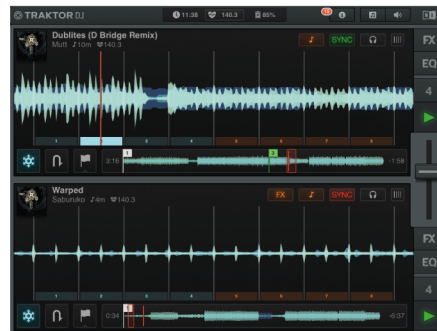 TRAKTOR DJ
11:38 140.3 85%
10
Dublites (D Bridge Remix)
Mutt ♪10m 140.3
SYNC
FX
EQ
4
1 2 3 4 5 6 7 8
1 3
3:16 -1:58
Warped
Saburuko ♪4m 140.3
FX SYNC
FX
EQ
4
1 2 3 4 5 6 7 8
0:34 -6:37